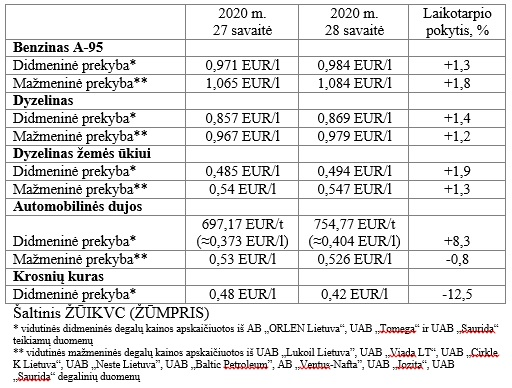 2020 m. 27 savaitė 2020 m. 28 savaitė Laikotarpio pokytis, %
Benzinas A-95
Didmeninė prekyba* 0,971 EUR/l 0,984 EUR/l +1,3
Mažmeninė prekyba** 1,065 EUR/l 1,084 EUR/l +1,8
Dyzelinas
Didmeninė prekyba* 0,857 EUR/l 0,869 EUR/l +1,4
Mažmeninė prekyba** 0,967 EUR/l 0,979 EUR/l +1,2
Dyzelinas žemės ūkiui
Didmeninė prekyba* 0,485 EUR/l 0,494 EUR/l +1,9
Mažmeninė prekyba** 0,54 EUR/l 0,547 EUR/l +1,3
Automobilinės dujos
697,17 EUR/t 754,77 EUR/t
Didmeninė prekyba* (≈0,373 EUR/l) (≈0,404 EUR/l) +8,3
Mažmeninė prekyba** 0,53 EUR/l 0,526 EUR/l -0,8
Krosnių kuras
Didmeninė prekyba* 0,48 EUR/l 0,42 EUR/l -12,5
Šaltinis ŽŪIKVC (ŽŪMPRIS)
* vidutinės didmeninės degalų kainos apskaičiuotos iš AB „ORLEN Lietuva“, UAB „Tomega“ ir UAB „Saurida“
teikiamų duomenų
** vidutinės mažmeninės degalų kainos apskaičiuotos iš UAB „Lukoil Lietuva”, UAB „Viada LT“, UAB „Cirkle
K Lietuva”, UAB „Neste Lietuva”, UAB „Baltic Petroleum”, AB „Ventus-Nafta”, UAB „Jozita”, UAB
„Saurida” degalinių duomenų